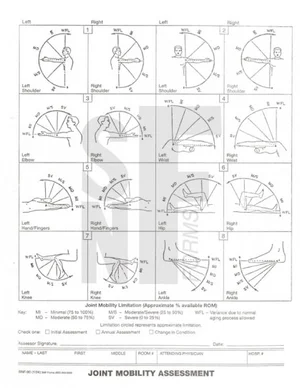 Left Right
1 2
Left Shoulder Right Shoulder Left Shoulder Right Shoulder
3 4
Left Elbow Right Elbow Left Wrist Right Wrist
5 6
Left Hand/Fingers Right Hand/Fingers Left Hip Right Hip
7 8
Left Knee Right Knee Left Ankle Right Ankle
Joint Mobility Limitation (Approximate % available ROM)
Key: MI - Minimal (75 to 100%) M/S - Moderate/Severe (25 to 50%) WFL - Variance due to normal
MO - Moderate (50 to 75%) SV - Severe (0 to 25%) aging process allowed
Limitation circled represents approximate limitation.
Check one: Initial Assessment Annual Assessment Change in Condition
Assessor Signature: Date:
NAME - LAST FIRST MIDDLE ROOM # ATTENDING PHYSICIAN HOSP. #
JOINT MOBILITY ASSESSMENT